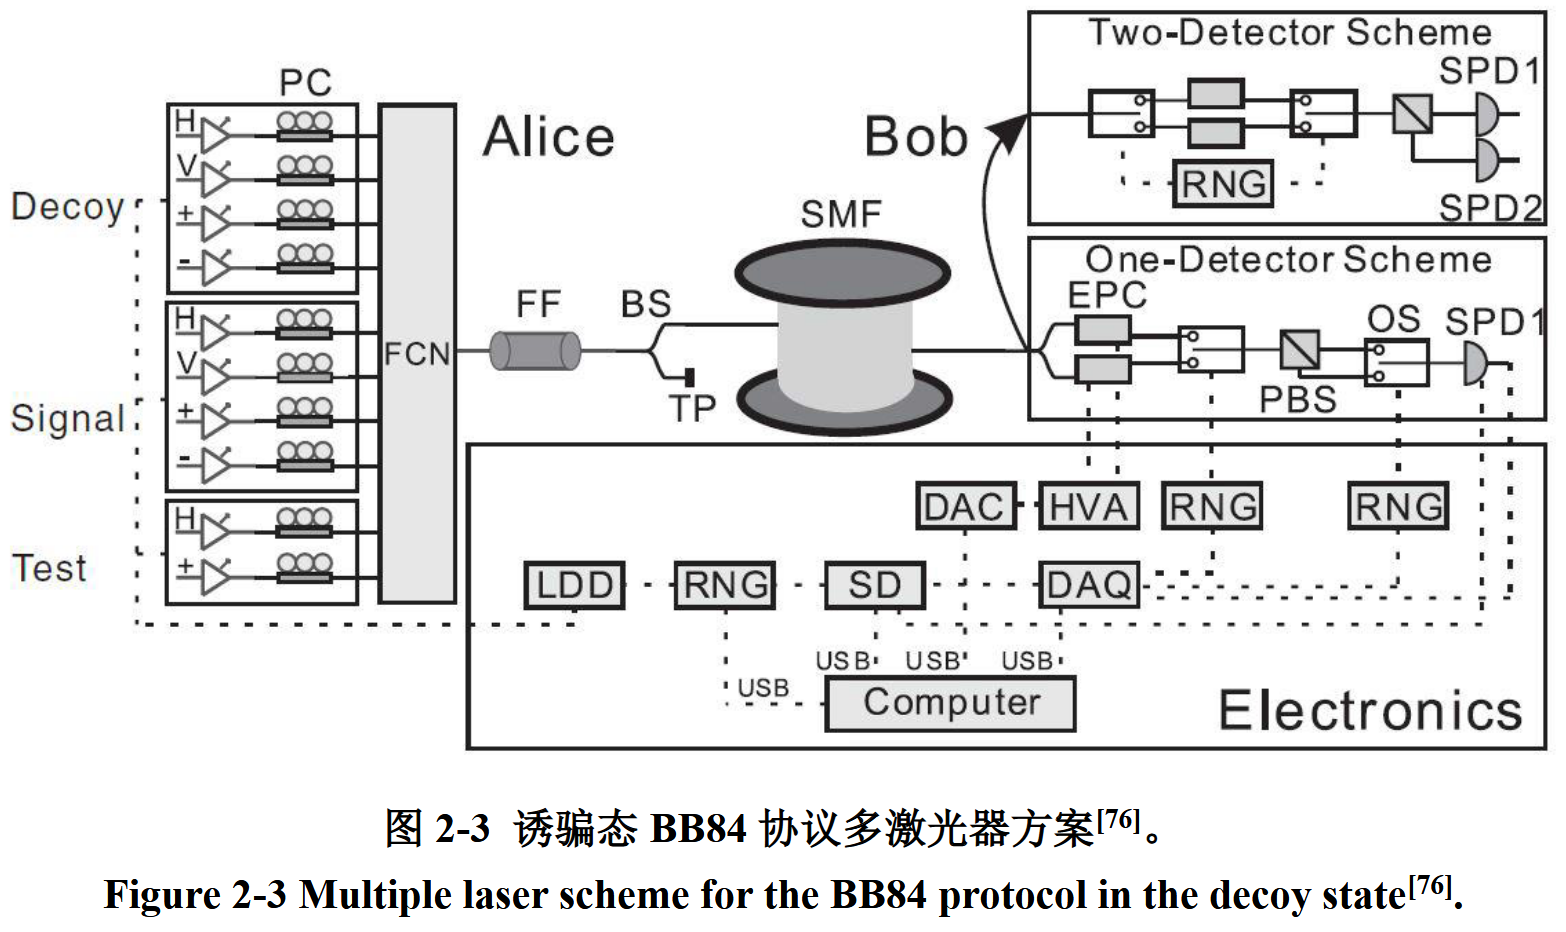 PC
H
V
+
-
Decoy
H
V
+
-
Signal
H
+
Test
FCN
Alice
FF
BS
TP
SMF
Bob
Two-Detector Scheme
SPD1
RNG
SPD2
One-Detector Scheme
EPC
OS
SPD1
PBS
DAC
HVA
RNG
RNG
LDD
RNG
SD
DAQ
USB
USB
USB
USB
Computer
Electronics
图 2-3 诱骗态 BB84 协议多激光器方案[76]。
Figure 2-3 Multiple laser scheme for the BB84 protocol in the decoy state[76].